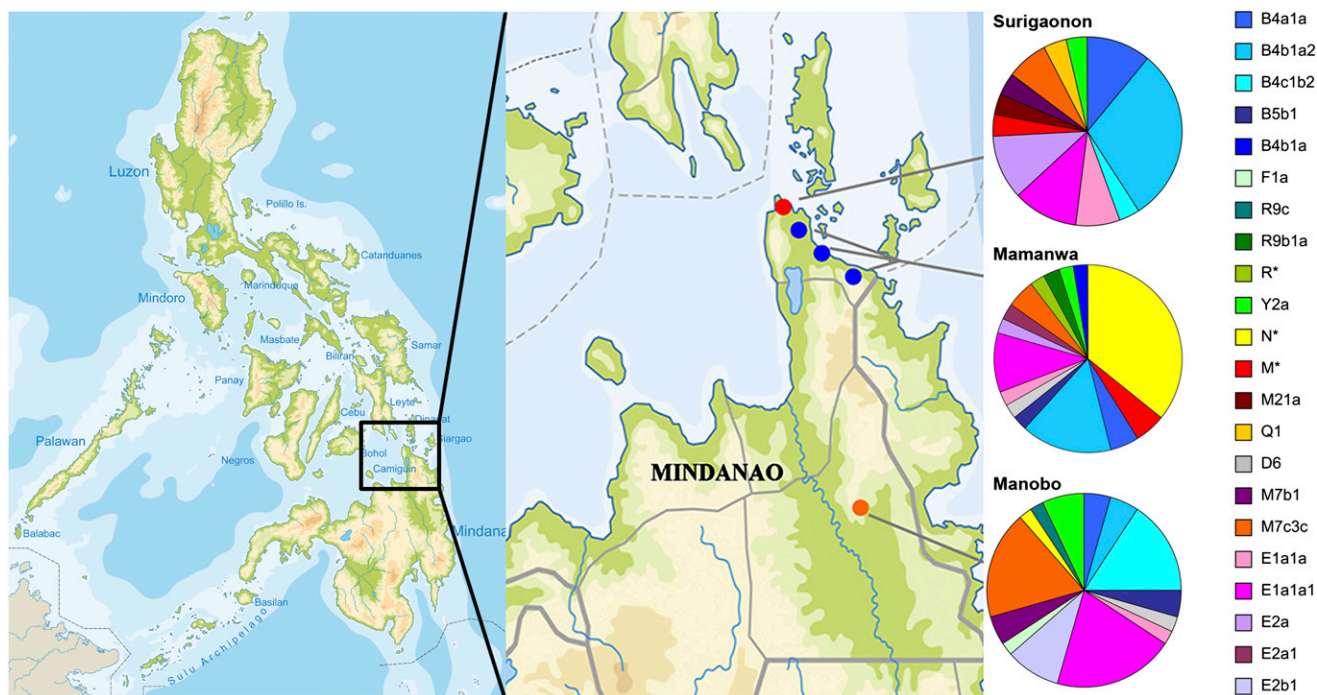 Luzon
Polillo Is.
Catanduanes
Marinduque
Mindoro
Masbate
Biliran
Samar
Panay
Cebu
Leyte
Dinagat
Siargao
Palawan
Negros
Bohol
Camiguin
Mindana
Balabac
Basilan
Sulu Archipelago
MINDANAO
Surigaonon
Mamanwa
Manobo
B4a1a
B4b1a2
B4c1b2
B5b1
B4b1a
F1a
R9c
R9b1a
R*
Y2a
N*
M*
M21a
Q1
D6
M7b1
M7c3c
E1a1a
E1a1a1
E2a
E2a1
E2b1